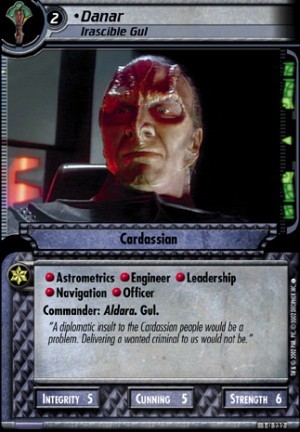 2 • Danar
Irascible Gul
Cardassian
• Astrometrics • Engineer • Leadership
• Navigation • Officer
Commander: Aldara. Gul.
"A diplomatic insult to the Cardassian people would be a
problem. Delivering a wanted criminal to us would not be."
INTEGRITY 5 CUNNING 5 STRENGTH 6